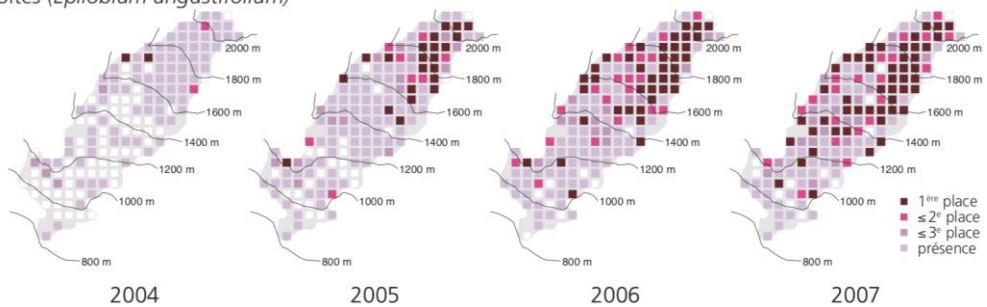 (Epilobium angustifolium)
2000 m
1800 m
1600 m
1400 m
1200 m
1000 m
800 m
2004
2000 m
1800 m
1600 m
1400 m
1200 m
1000 m
800 m
2005
2000 m
1800 m
1600 m
1400 m
1200 m
1000 m
800 m
2006
2000 m
1800 m
1600 m
1400 m
1200 m
1000 m
800 m
2007
1ère place
≤ 2e place
≤ 3e place
présence